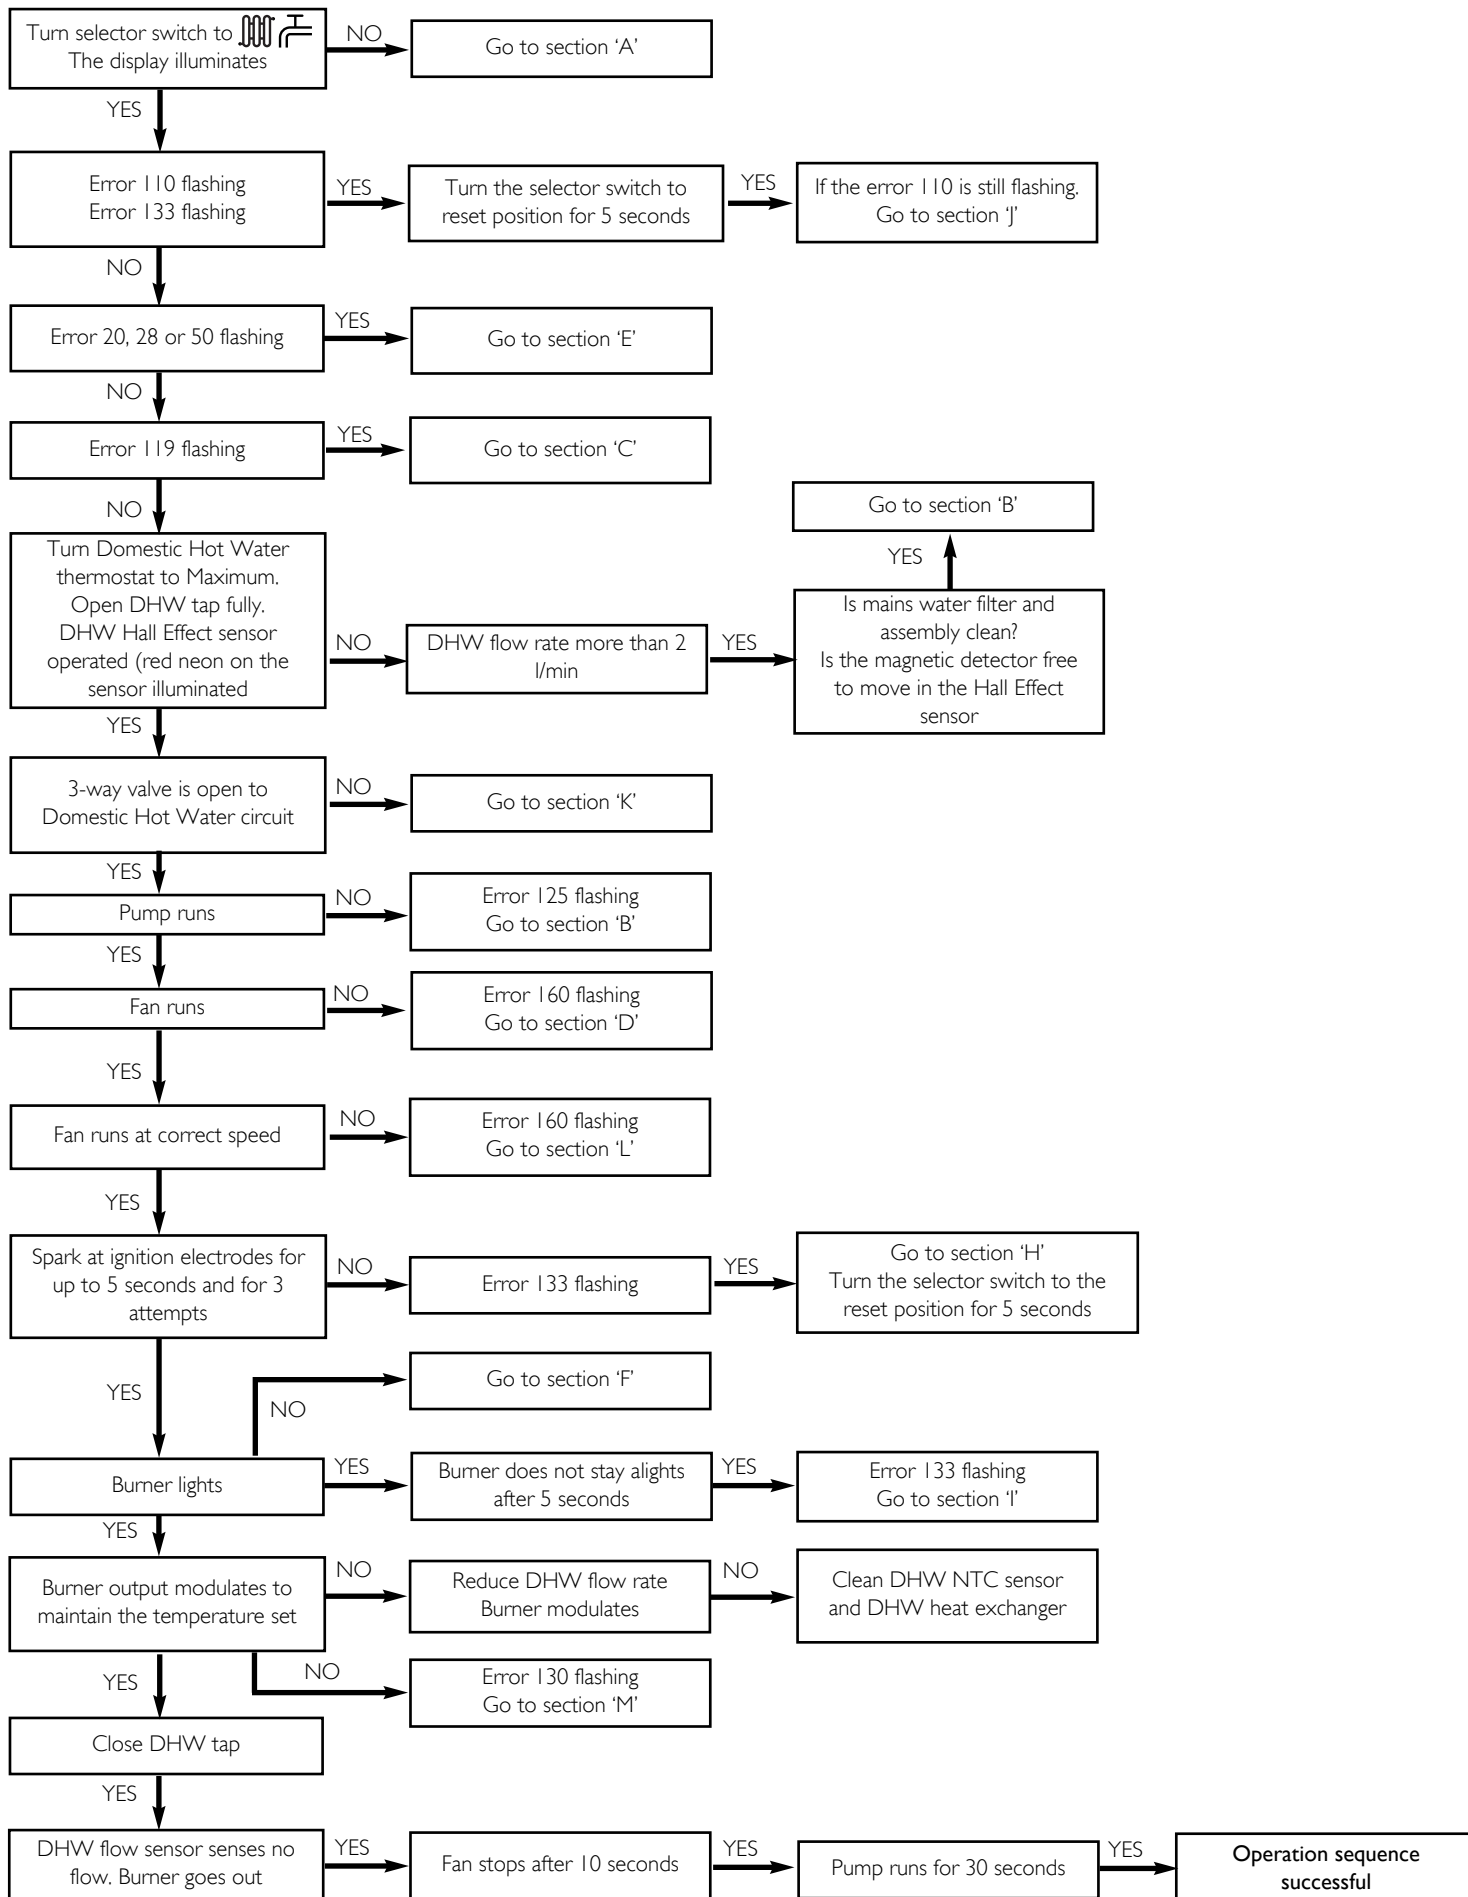 Turn selector switch to
The display illuminates
NO
Go to section ‘A’
YES
Error 110 flashing
Error 133 flashing
YES
Turn the selector switch to
reset position for 5 seconds
YES
If the error 110 is still flashing.
Go to section ‘J’
NO
Error 20, 28 or 50 flashing
YES
Go to section ‘E’
NO
Error 119 flashing
YES
Go to section ‘C’
NO
Turn Domestic Hot Water
thermostat to Maximum.
Open DHW tap fully.
DHW Hall Effect sensor
operated (red neon on the
sensor illuminated
NO
DHW flow rate more than 2
l/min
YES
Is mains water filter and
assembly clean?
Is the magnetic detector free
to move in the Hall Effect
sensor
YES
Go to section ‘B’
YES
3-way valve is open to
Domestic Hot Water circuit
NO
Go to section ‘K’
YES
Pump runs
NO
Error 125 flashing
Go to section ‘B’
YES
Fan runs
NO
Error 160 flashing
Go to section ‘D’
YES
Fan runs at correct speed
NO
Error 160 flashing
Go to section ‘L’
YES
Spark at ignition electrodes for
up to 5 seconds and for 3
attempts
NO
Error 133 flashing
YES
Go to section ‘H’
Turn the selector switch to the
reset position for 5 seconds
YES
NO
Go to section ‘F’
Burner lights
YES
Burner does not stay alights
after 5 seconds
YES
Error 133 flashing
Go to section ‘I’
YES
Burner output modulates to
maintain the temperature set
NO
Reduce DHW flow rate
Burner modulates
NO
Clean DHW NTC sensor
and DHW heat exchanger
NO
Error 130 flashing
Go to section ‘M’
YES
Close DHW tap
YES
DHW flow sensor senses no
flow. Burner goes out
YES
Fan stops after 10 seconds
YES
Pump runs for 30 seconds
YES
Operation sequence
successful